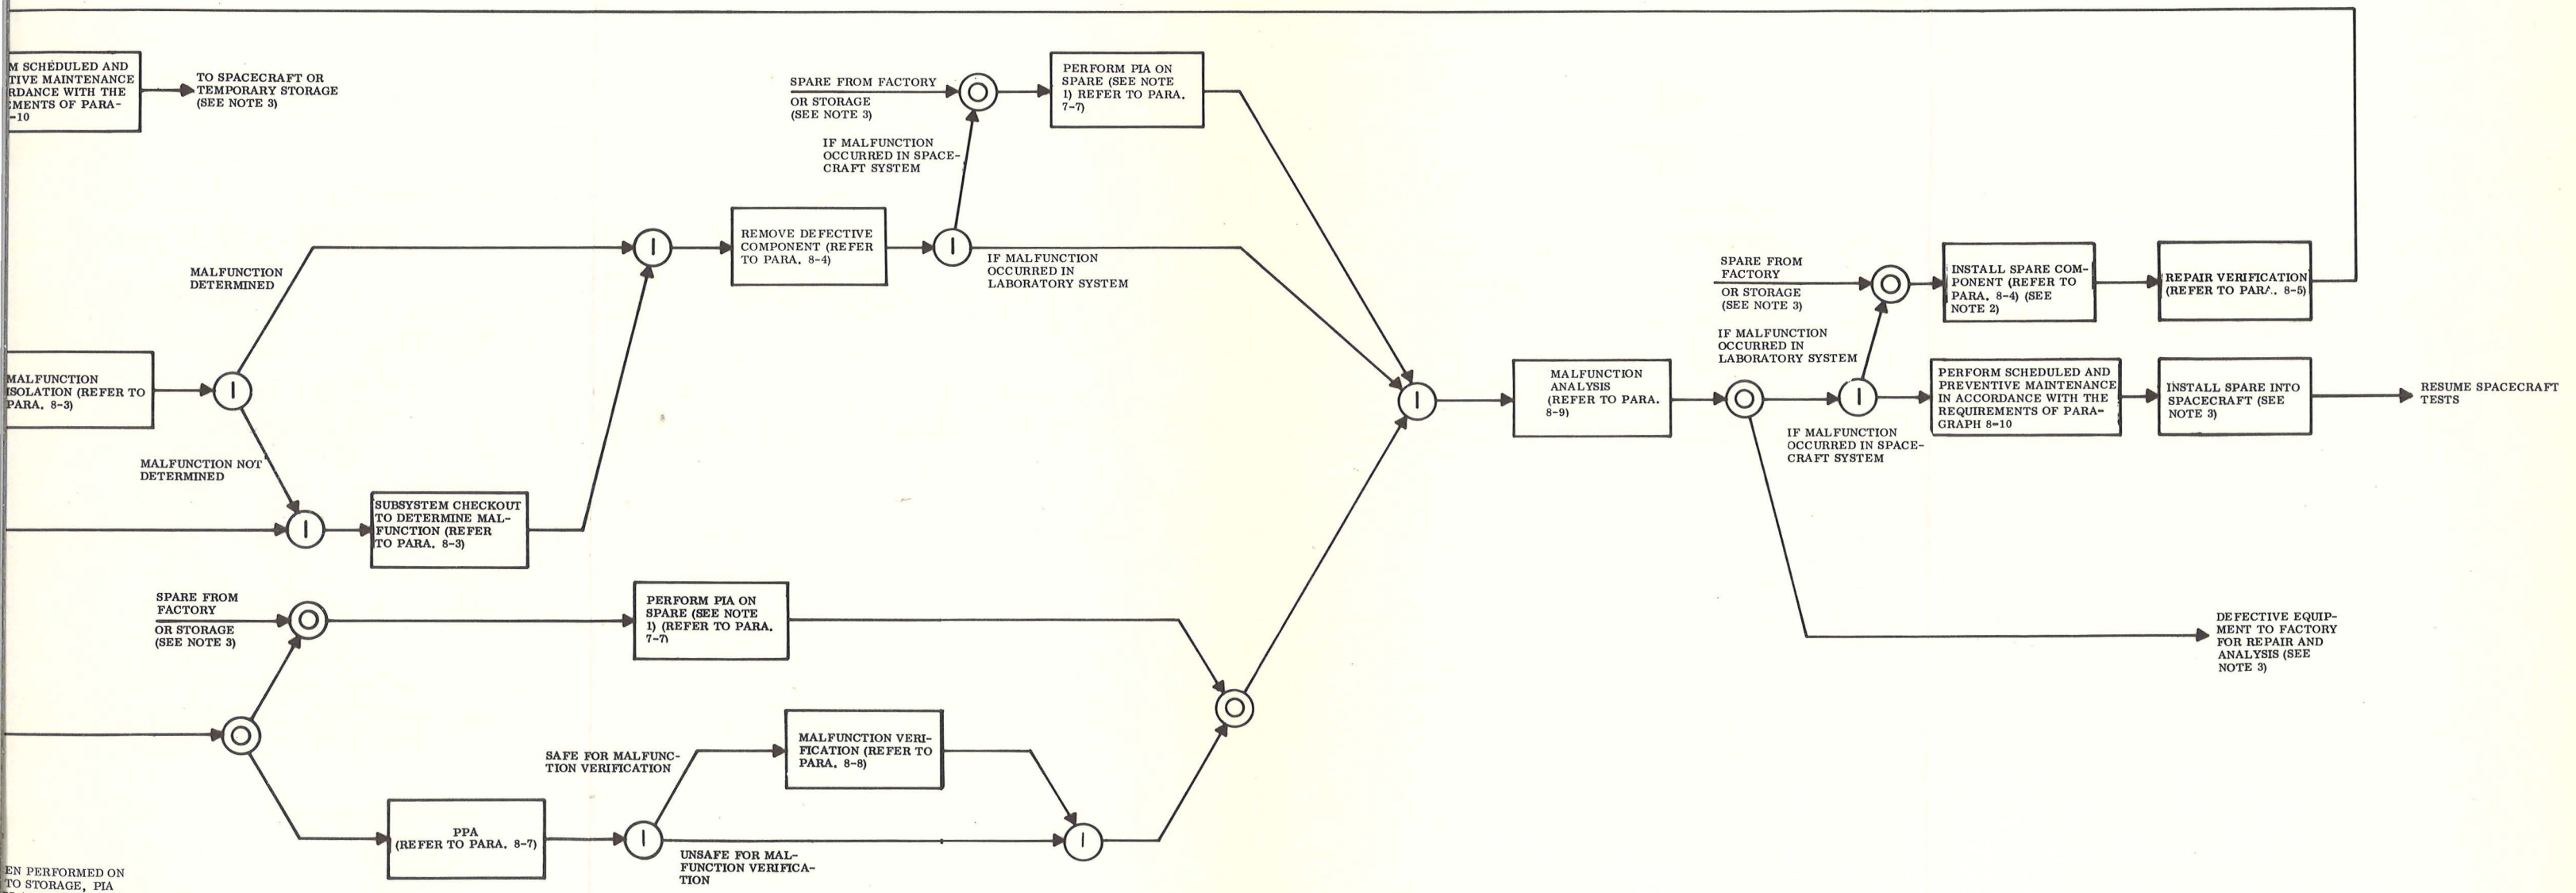 M SCHEDULED AND
TIVE MAINTENANCE
RDANCE WITH THE
MENTS OF PARA-
-10
TO SPACECRAFT OR
TEMPORARY STORAGE
(SEE NOTE 3)
SPARE FROM FACTORY
OR STORAGE
(SEE NOTE 3)
PERFORM PIA ON
SPARE (SEE NOTE
1) REFER TO PARA.
7-7)
IF MALFUNCTION
OCCURRED IN SPACE-
CRAFT SYSTEM
MALFUNCTION
DETERMINED
REMOVE DEFECTIVE
COMPONENT (REFER
TO PARA. 8-4)
IF MALFUNCTION
OCCURRED IN
LABORATORY SYSTEM
SPARE FROM
FACTORY
OR STORAGE
(SEE NOTE 3)
INSTALL SPARE COM-
PONENT (REFER TO
PARA. 8-4) (SEE
NOTE 2)
REPAIR VERIFICATION
(REFER TO PARA. 8-5)
IF MALFUNCTION
OCCURRED IN
LABORATORY SYSTEM
MALFUNCTION
ISOLATION (REFER TO
PARA. 8-3)
MALFUNCTION
ANALYSIS
(REFER TO PARA.
8-9)
PERFORM SCHEDULED AND
PREVENTIVE MAINTENANCE
IN ACCORDANCE WITH THE
REQUIREMENTS OF PARA-
GRAPH 8-10
INSTALL SPARE INTO
SPACECRAFT (SEE
NOTE 3)
RESUME SPACECRAFT
TESTS
IF MALFUNCTION
OCCURRED IN SPACE-
CRAFT SYSTEM
MALFUNCTION NOT
DETERMINED
SUBSYSTEM CHECKOUT
TO DETERMINE MAL-
FUNCTION (REFER
TO PARA. 8-3)
SPARE FROM
FACTORY
OR STORAGE
(SEE NOTE 3)
PERFORM PIA ON
SPARE (SEE NOTE
1) (REFER TO PARA.
7-7)
DEFECTIVE EQUIP-
MENT TO FACTORY
FOR REPAIR AND
ANALYSIS (SEE
NOTE 3)
SAFE FOR MALFUNC-
TION VERIFICATION
MALFUNCTION VERI-
FICATION (REFER TO
PARA. 8-8)
PPA
(REFER TO PARA. 8-7)
UNSAFE FOR MAL-
FUNCTION VERIFICA-
TION
EN PERFORMED ON
TO STORAGE, PIA